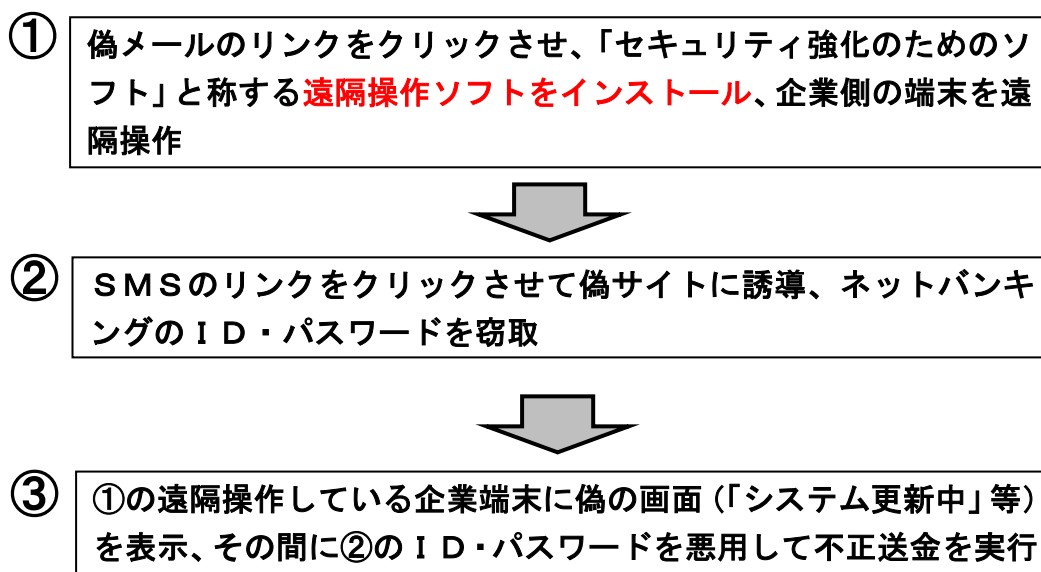 ① 偽メールのリンクをクリックさせ、「セキュリティ強化のためのソ
フト」と称する遠隔操作ソフトをインストール、企業側の端末を遠
隔操作
② ＳＭＳのリンクをクリックさせて偽サイトに誘導、ネットバンキ
ングのＩＤ・パスワードを窃取
③ ①の遠隔操作している企業端末に偽の画面（「システム更新中」等）
を表示、その間に②のＩＤ・パスワードを悪用して不正送金を実行